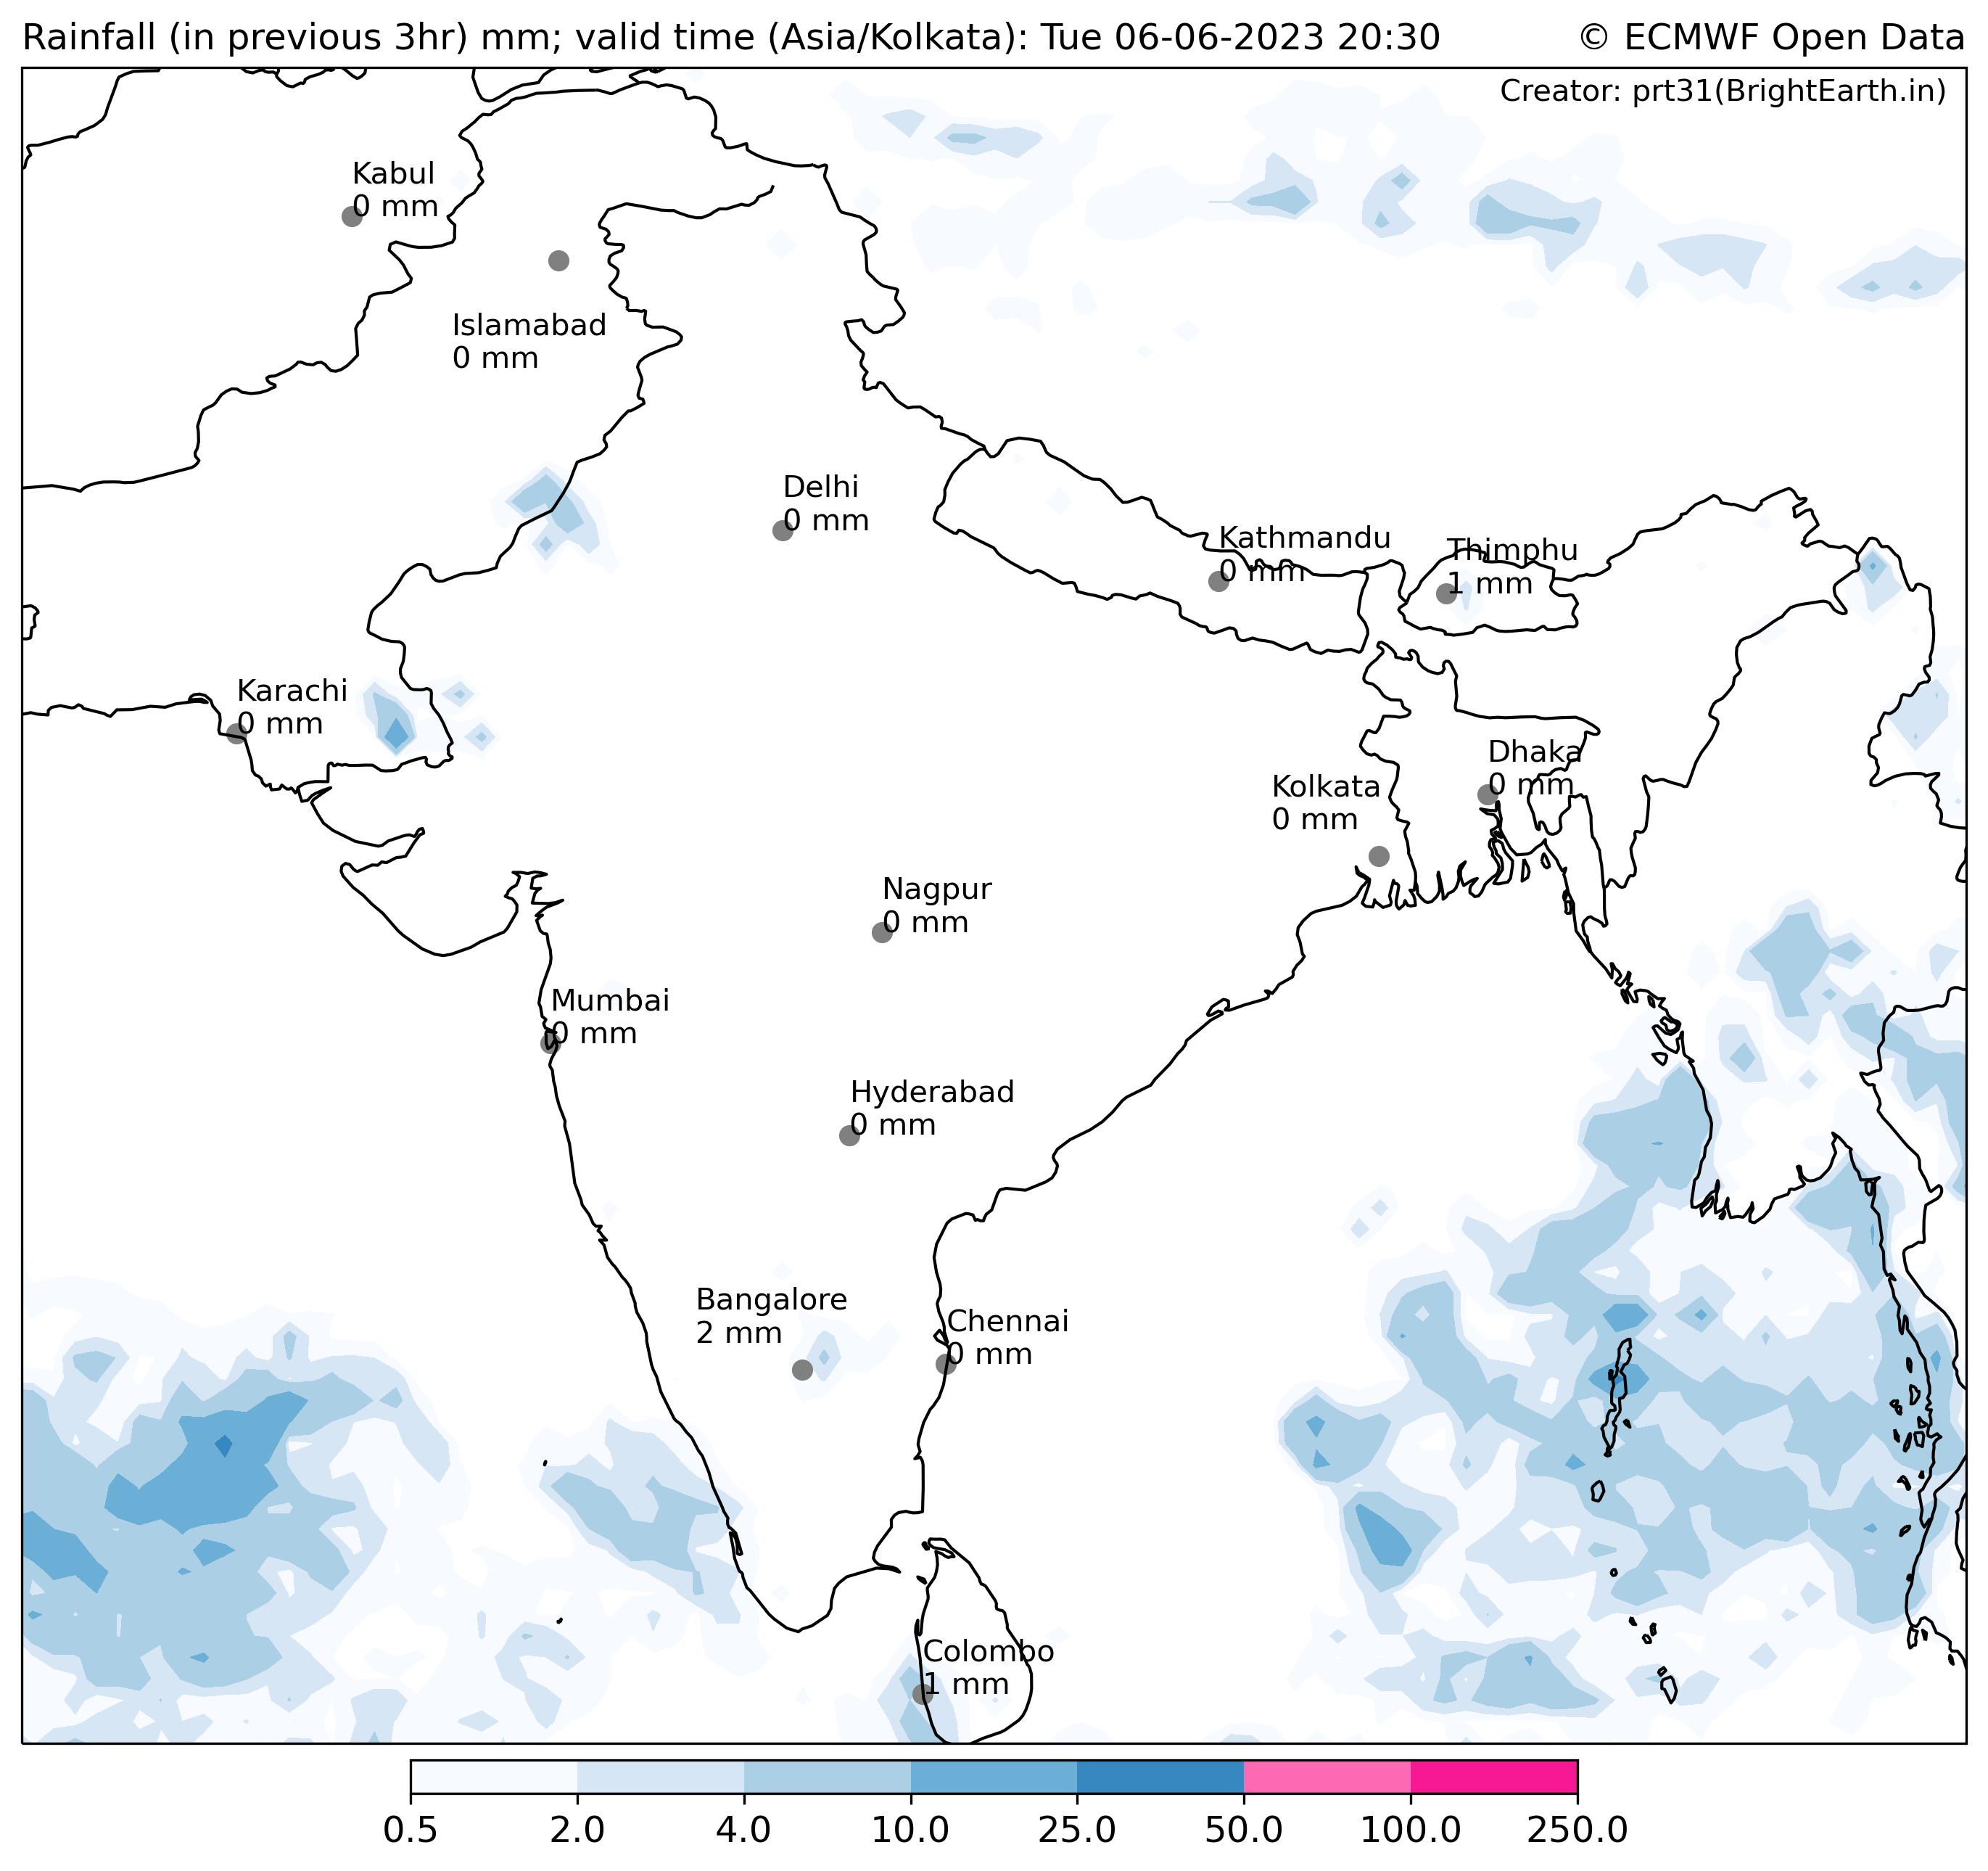 Rainfall (in previous 3hr) mm; valid time (Asia/Kolkata): Tue 06-06-2023 20:30
© ECMWF Open Data
Creator: prt31(BrightEarth.in)
Kabul
0 mm
Islamabad
0 mm
Delhi
0 mm
Kathmandu
0 mm
Thimphu
1 mm
Karachi
0 mm
Dhaka
0 mm
Kolkata
0 mm
Nagpur
0 mm
Mumbai
0 mm
Hyderabad
0 mm
Bangalore
2 mm
Chennai
0 mm
Colombo
1 mm
0.5 2.0 4.0 10.0 25.0 50.0 100.0 250.0